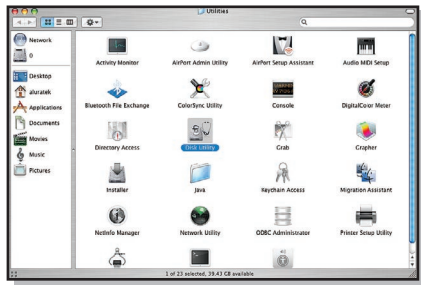 Utilities
Network
0
Desktop
aluratek
Applications
Documents
Movies
Music
Pictures
Activity Monitor
AirPort Admin Utility
AirPort Setup Assistant
Audio MIDI Setup
Bluetooth File Exchange
ColorSync Utility
Console
DigitalColor Meter
Directory Access
Disk Utility
Grab
Grapher
Installer
Java
Keychain Access
Migration Assistant
NetInfo Manager
Network Utility
ODBC Administrator
Printer Setup Utility
1 of 23 selected, 39.43 GB available